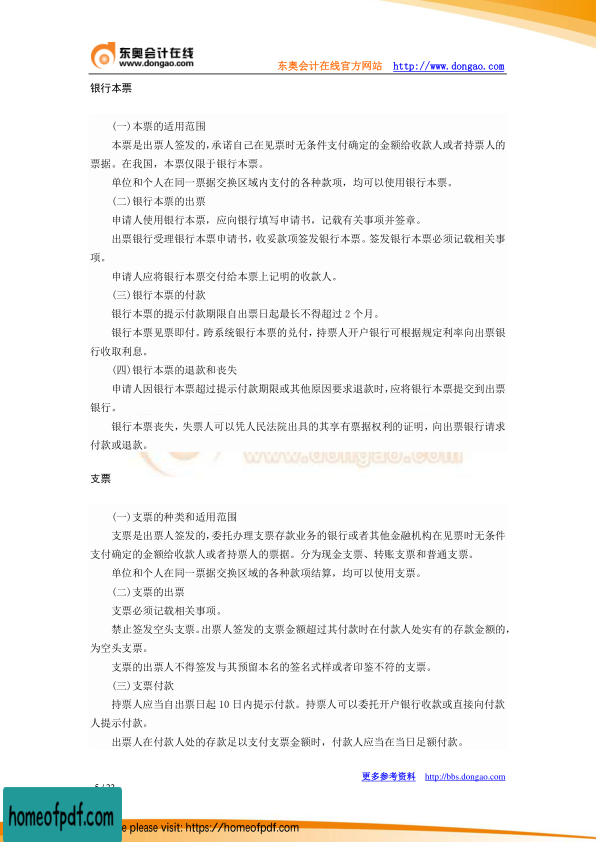 东奥会计在线
www.dongao.com
东奥会计在线官方网站 http://www.dongao.com
银行本票
(一)本票的适用范围
本票是出票人签发的,承诺自己在见票时无条件支付确定的金额给收款人或者持票人的
票据。在我国，本票仅限于银行本票。
单位和个人在同一票据交换区域内支付的各种款项，均可以使用银行本票。
(二)银行本票的出票
申请人使用银行本票，应向银行填写申请书，记载有关事项并签章。
出票银行受理银行本票申请书，收妥款项签发银行本票。签发银行本票必须记载相关事
项。
申请人应将银行本票交付给本票上记明的收款人。
(三)银行本票的付款
银行本票的提示付款期限自出票日起最长不得超过 2 个月。
银行本票见票即付。跨系统银行本票的兑付，持票人开户银行可根据规定利率向出票银
行收取利息。
(四)银行本票的退款和丧失
申请人因银行本票超过提示付款期限或其他原因要求退款时，应将银行本票提交到出票
银行。
银行本票丧失，失票人可以凭人民法院出具的其享有票据权利的证明，向出票银行请求
付款或退款。
www.dongao.com
支票
(一)支票的种类和适用范围
支票是出票人签发的，委托办理支票存款业务的银行或者其他金融机构在见票时无条件
支付确定的金额给收款人或者持票人的票据。分为现金支票、转账支票和普通支票。
单位和个人在同一票据交换区域的各种款项结算，均可以使用支票。
(二)支票的出票
支票必须记载相关事项。
禁止签发空头支票。出票人签发的支票金额超过其付款时在付款人处实有的存款金额的，
为空头支票。
支票的出票人不得签发与其预留本名的签名式样或者印鉴不符的支票。
(三)支票付款
持票人应当自出票日起 10 日内提示付款。持票人可以委托开户银行收款或直接向付款
人提示付款。
出票人在付款人处的存款足以支付支票金额时，付款人应当在当日足额付款。
更多参考资料 http://bbs.dongao.com
homeofpdf.com
e please visit: https://homeofpdf.com